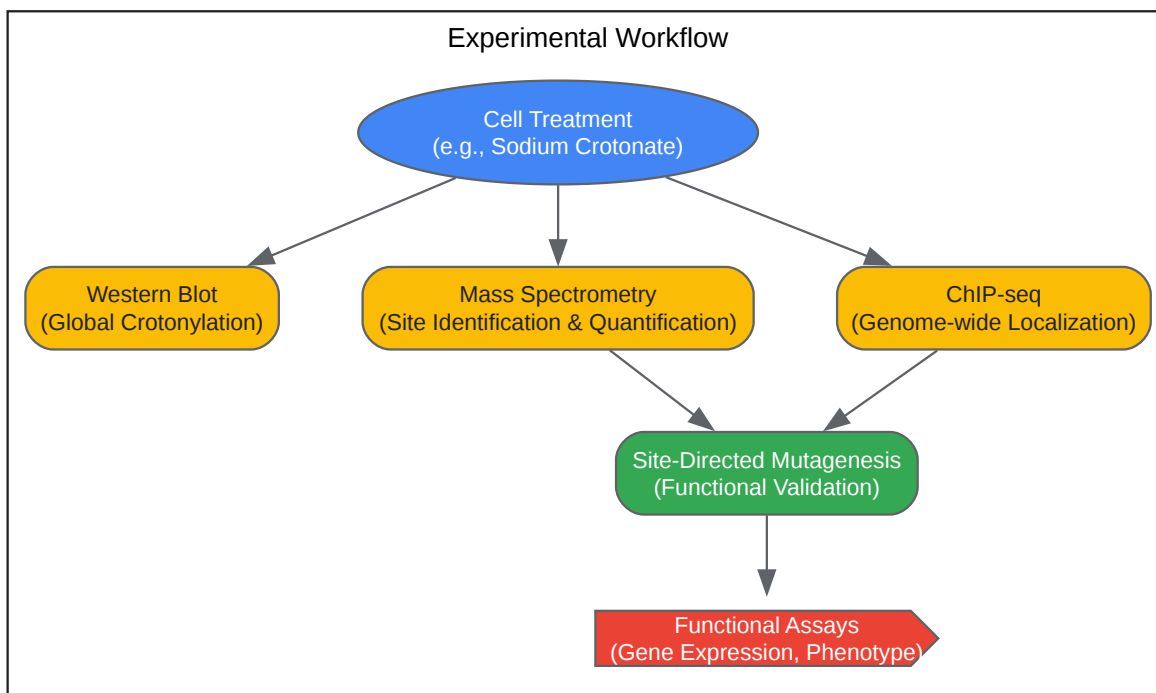 Experimental Workflow
Cell Treatment
(e.g., Sodium Crotonate)
Western Blot
(Global Crotonylation)
Mass Spectrometry
(Site Identification & Quantification)
ChIP-seq
(Genome-wide Localization)
Site-Directed Mutagenesis
(Functional Validation)
Functional Assays
(Gene Expression, Phenotype)